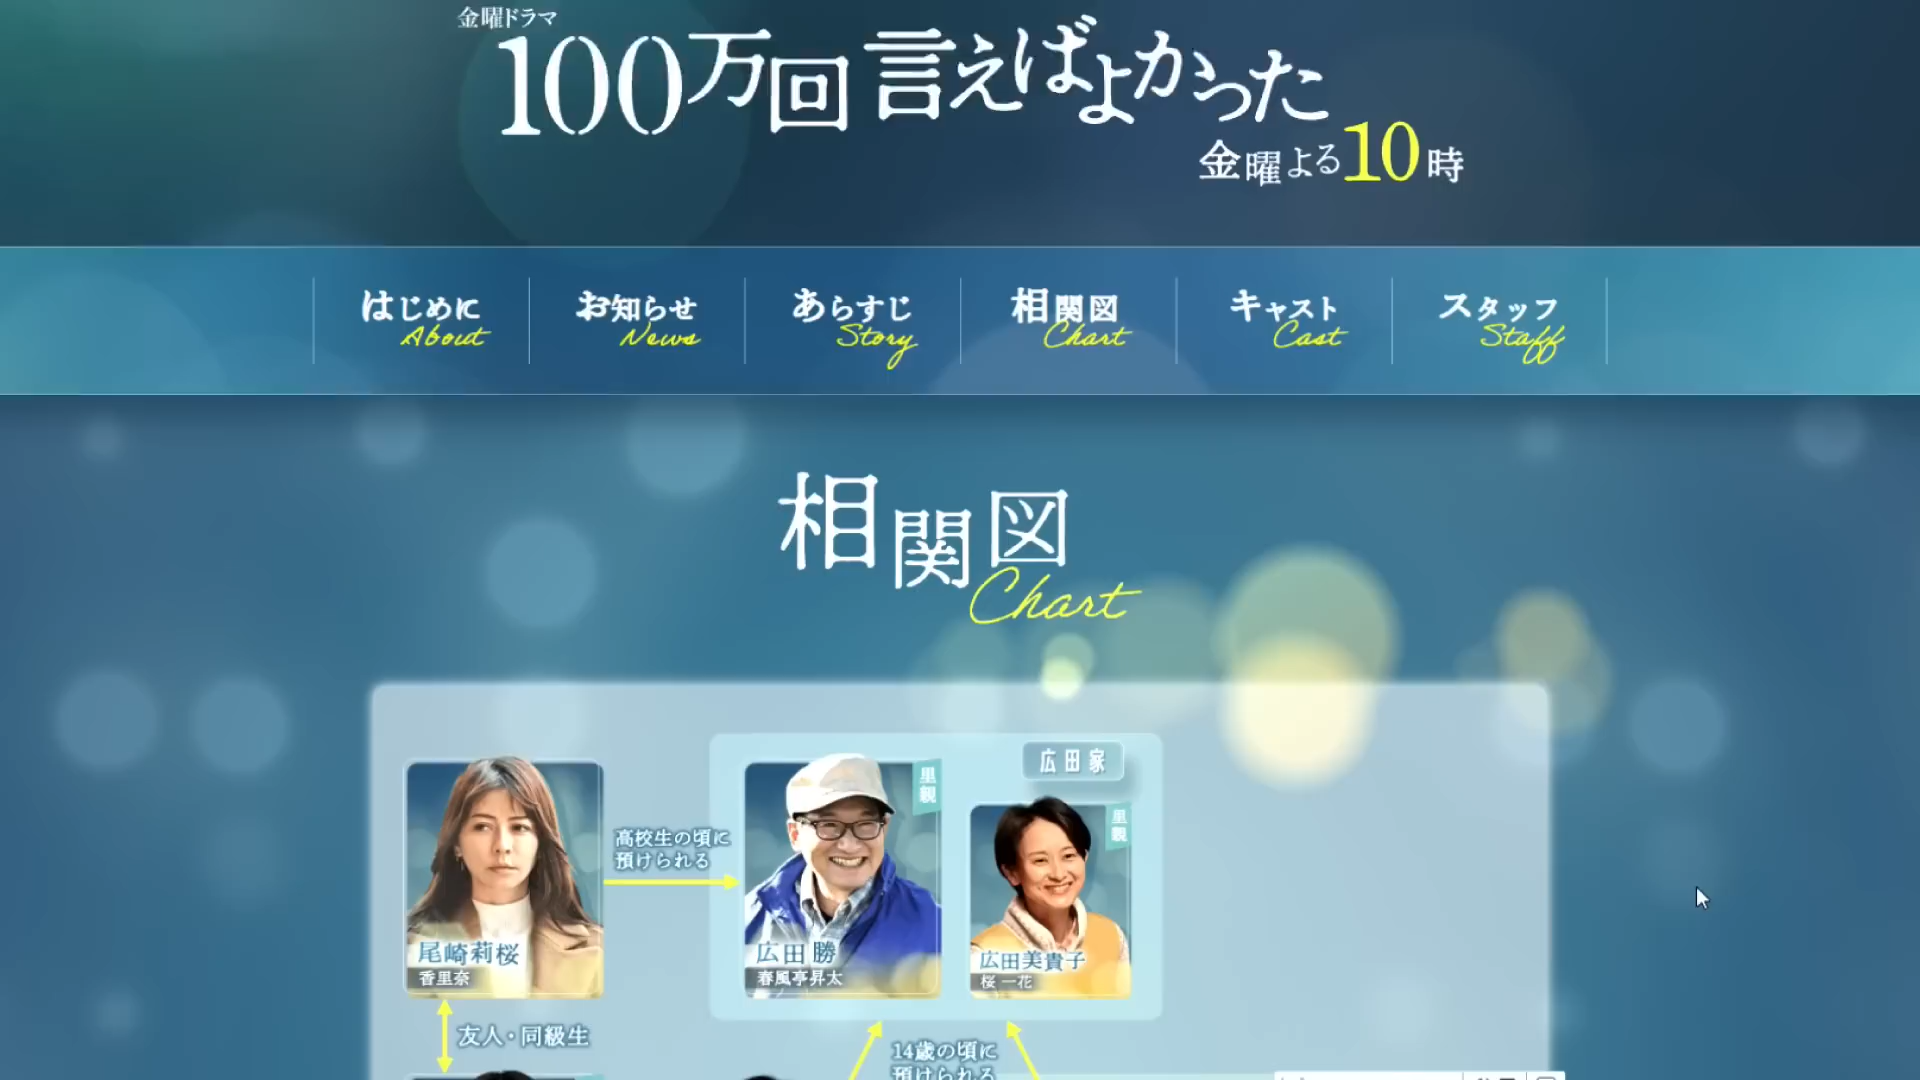 金曜ドラマ
100万回 言えばよかった
金曜よる10時
はじめに
About
お知らせ
News
あらすじ
Story
相関図
Chart
キャスト
Cast
スタッフ
Staff
相関図
Chart
広田家
里親
里親
高校生の頃に
預けられる
尾崎莉桜
香里奈
広田 勝
春風亭昇太
広田美貴子
桜 一花
友人・同級生
14歳の頃に
預けられる